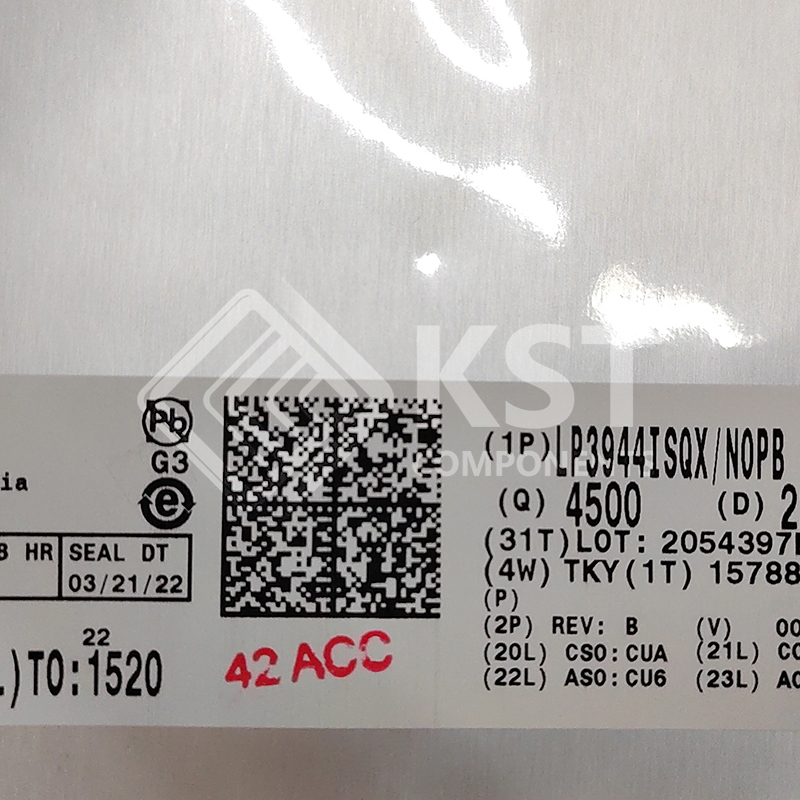 KST
COMPONENTS
Pb
G3
e
ia
HR
SEAL DT
03/21/22
22
.)TO:1520
42 ACC
(1P)LP3944ISQX/NOPB
(Q) 4500 (D) 2
(31T)LOT: 2054397
(4W) TKY(1T) 15788
(P)
(2P) REV: B (V) 00
(20L) CSO:CUA (21L) CC
(22L) ASO:CU6 (23L) AC